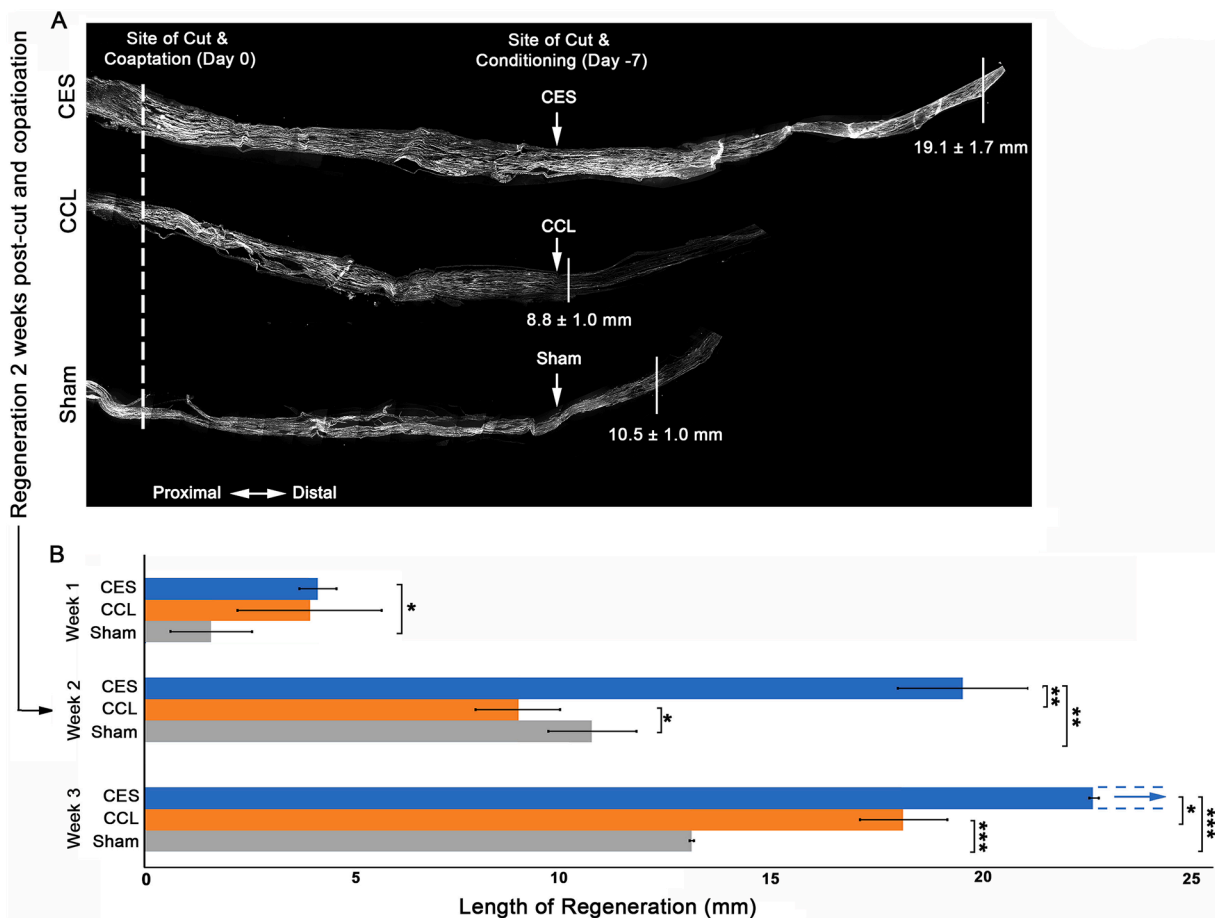 Regeneration 2 weeks post-cut and copatioation
A
Site of Cut &
Coaptation (Day 0)
Site of Cut &
Conditioning (Day -7)
CES
CES
19.1 ± 1.7 mm
CCL
CCL
8.8 ± 1.0 mm
Sham
Sham
10.5 ± 1.0 mm
Proximal
Distal
B
Week 1
CES
CCL
Sham
*
Week 2
CES
CCL
Sham
*
**
**
Week 3
CES
CCL
Sham
***
*
***
0 5 10 15 20 25
Length of Regeneration (mm)